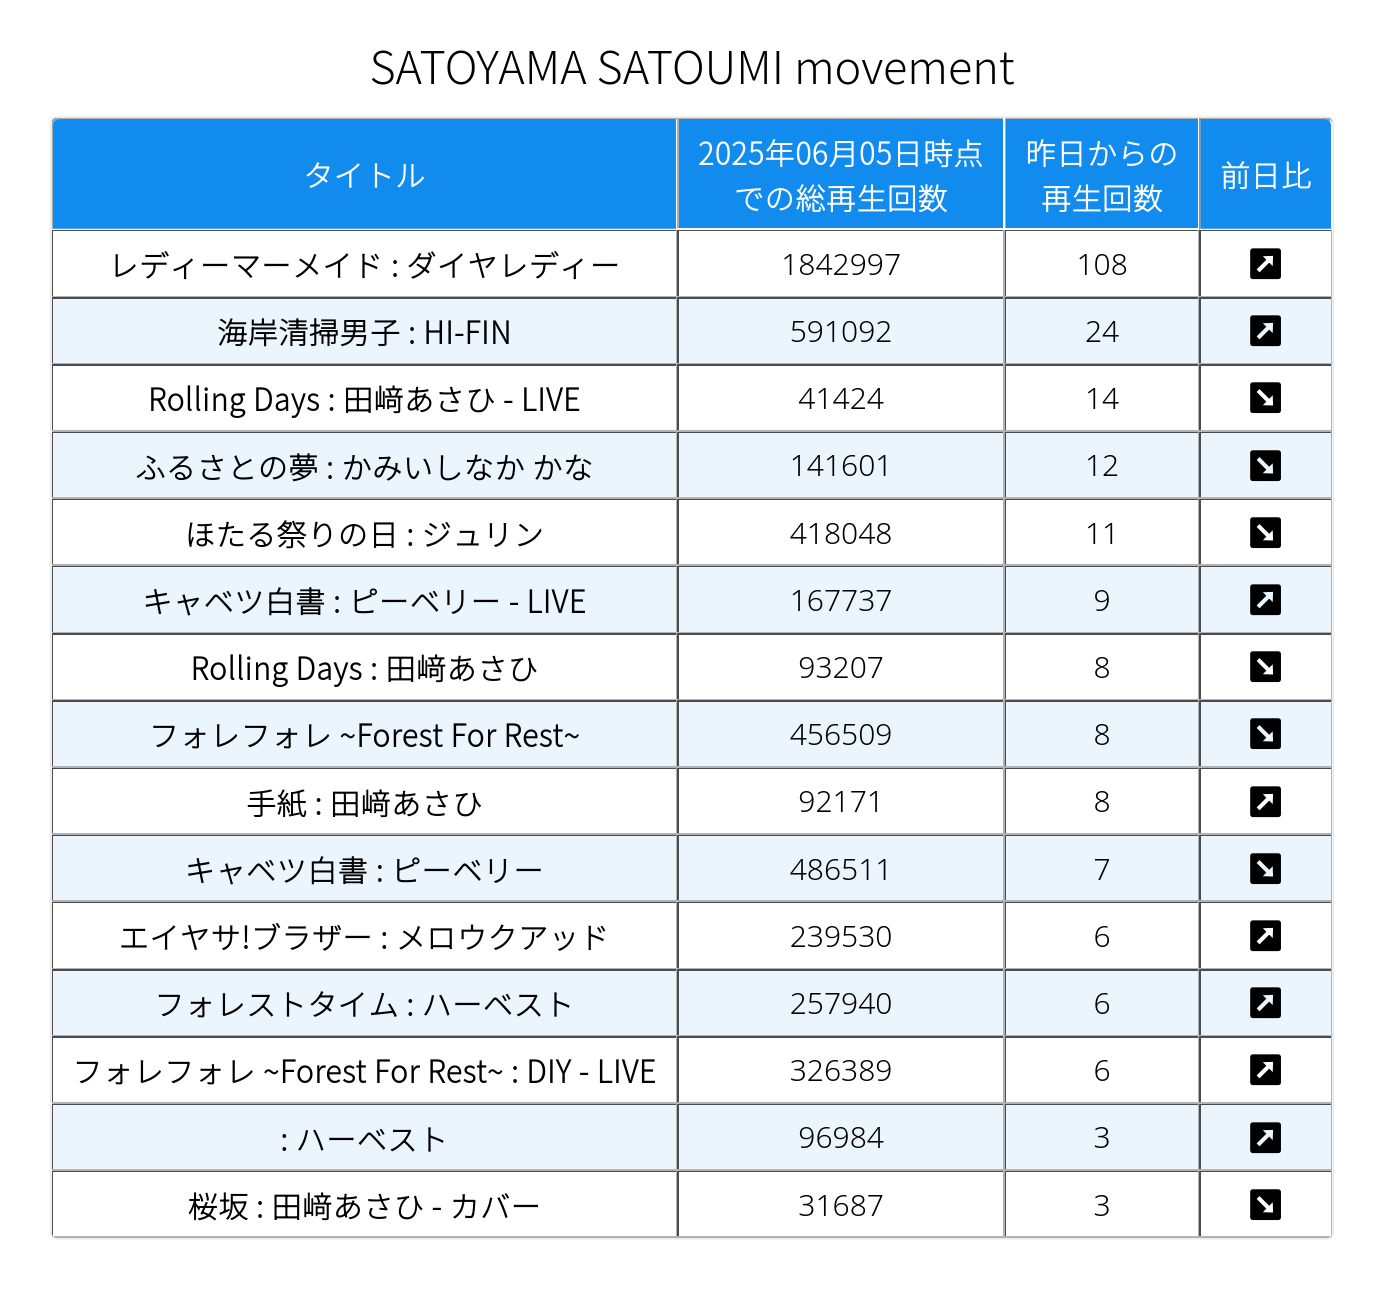 SATOYAMA SATOUMI movement
タイトル 2025年06月05日時点での総再生回数 昨日からの再生回数 前日比
レディーマーメイド : ダイヤレディー 1842997 108 ↗
海岸清掃男子 : HI-FIN 591092 24 ↗
Rolling Days : 田﨑あさひ - LIVE 41424 14 ↘
ふるさとの夢 : かみいしなか かな 141601 12 ↘
ほたる祭りの日 : ジュリン 418048 11 ↘
キャベツ白書 : ピーベリー - LIVE 167737 9 ↗
Rolling Days : 田﨑あさひ 93207 8 ↘
フォレフォレ ~Forest For Rest~ 456509 8 ↘
手紙 : 田﨑あさひ 92171 8 ↗
キャベツ白書 : ピーベリー 486511 7 ↘
エイヤサ!ブラザー : メロウクアッド 239530 6 ↗
フォレストタイム : ハーベスト 257940 6 ↗
フォレフォレ ~Forest For Rest~ : DIY - LIVE 326389 6 ↗
: ハーベスト 96984 3 ↗
桜坂 : 田﨑あさひ - カバー 31687 3 ↘